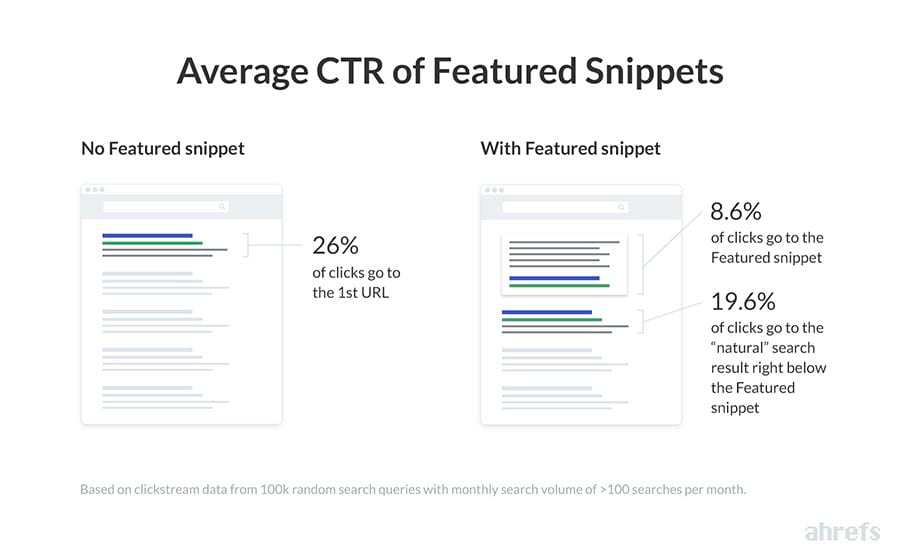 Average CTR of Featured Snippets
No Featured snippet
26%
of clicks go to
the 1st URL
With Featured snippet
8.6%
of clicks go to the
Featured snippet
19.6%
of clicks go to the
“natural” search
result right below
the Featured
snippet
Based on clickstream data from 100k random search queries with monthly search volume of >100 searches per month.
ahrefs